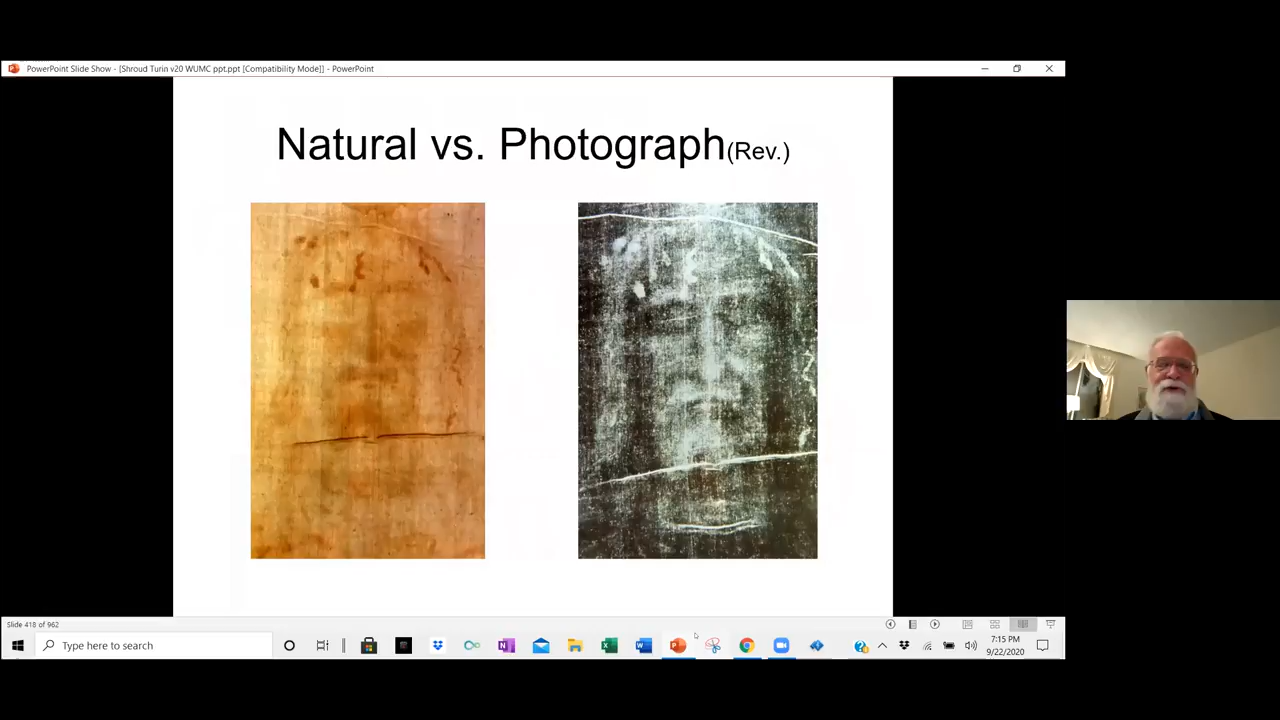 PowerPoint Slide Show - [Shroud Turin v20 WUMC ppt.ppt [Compatibility Mode]] - PowerPoint
Natural vs. Photograph(Rev.)
Slide 418 of 962
Type here to search
7:15 PM
9/22/2020